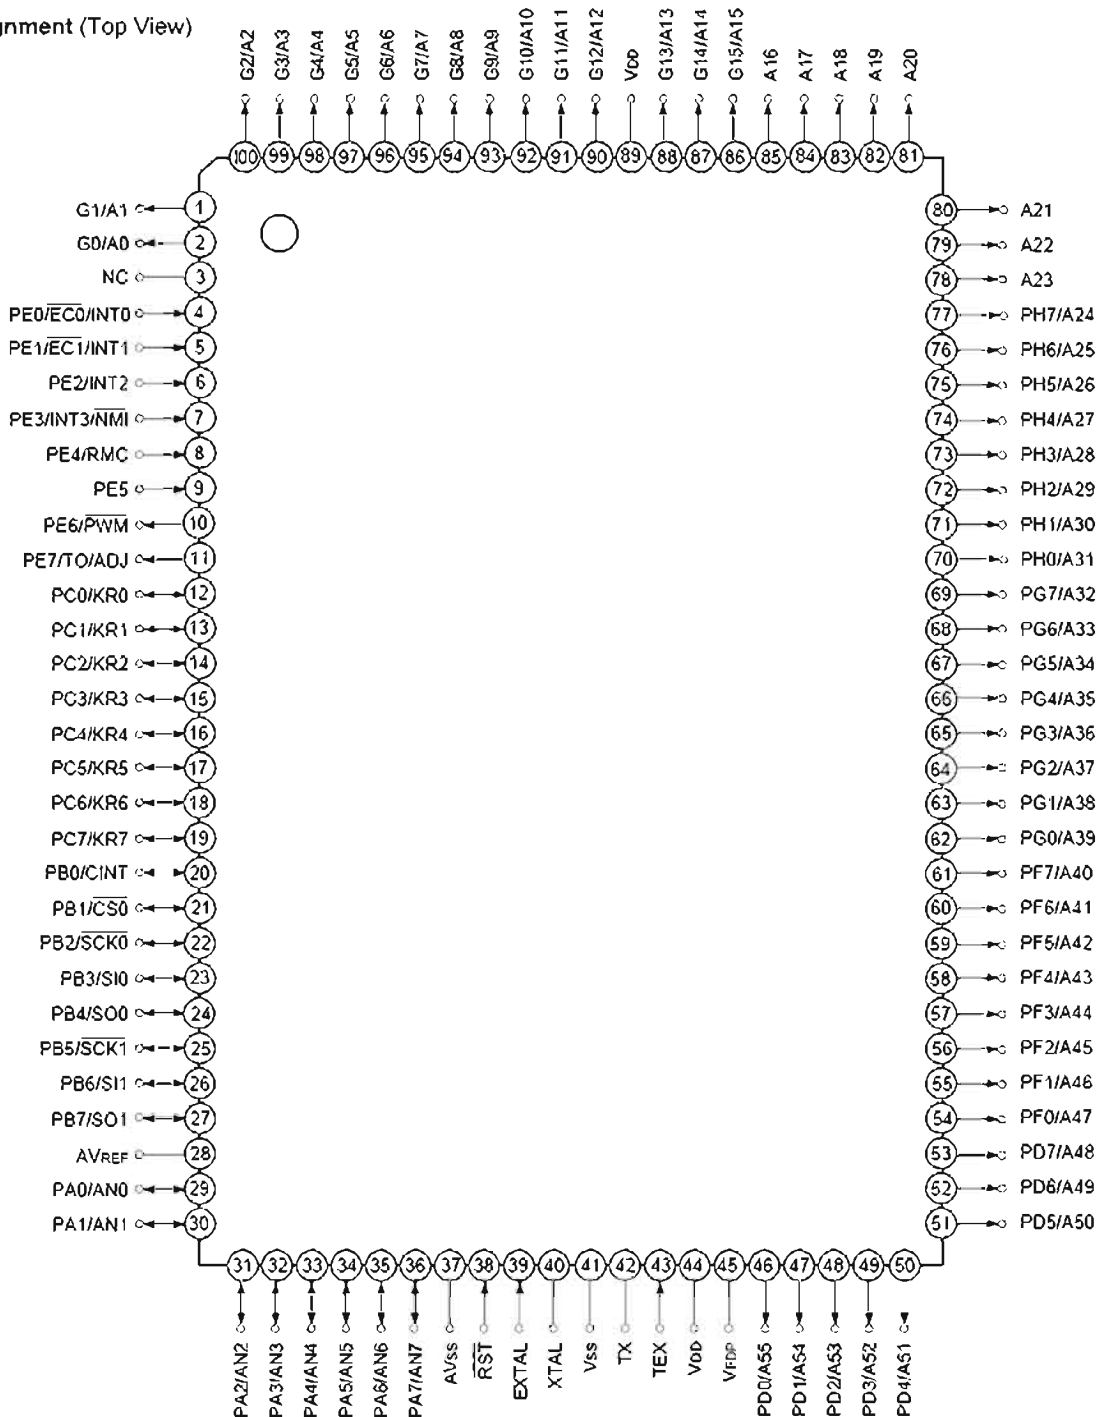 gnment (Top View)
G2/A2
G3/A3
G4/A4
G5/A5
G6/A6
G7/A7
G8/A8
G9/A9
G10/A10
G11/A11
G12/A12
VDD
G13/A13
G14/A14
G15/A15
A16
A17
A18
A19
A20
100
99
98
97
96
95
94
93
92
91
90
89
88
87
86
85
84
83
82
81
G1/A1 1
G0/A0 2
NC 3
PE0/EC0/INT0 4
PE1/EC1/INT1 5
PE2/INT2 6
PE3/INT3/NMI 7
PE4/RMC 8
PE5 9
PE6/PWM 10
PE7/TO/ADJ 11
PC0/KR0 12
PC1/KR1 13
PC2/KR2 14
PC3/KR3 15
PC4/KR4 16
PC5/KR5 17
PC6/KR6 18
PC7/KR7 19
PB0/CINT 20
PB1/CS0 21
PB2/SCK0 22
PB3/SI0 23
PB4/SO0 24
PB5/SCK1 25
PB6/SI1 26
PB7/SO1 27
AVREF 28
PA0/AN0 29
PA1/AN1 30
80 A21
79 A22
78 A23
77 PH7/A24
76 PH6/A25
75 PH5/A26
74 PH4/A27
73 PH3/A28
72 PH2/A29
71 PH1/A30
70 PH0/A31
69 PG7/A32
68 PG6/A33
67 PG5/A34
66 PG4/A35
65 PG3/A36
64 PG2/A37
63 PG1/A38
62 PG0/A39
61 PF7/A40
60 PF6/A41
59 PF5/A42
58 PF4/A43
57 PF3/A44
56 PF2/A45
55 PF1/A46
54 PF0/A47
53 PD7/A48
52 PD6/A49
51 PD5/A50
31
32
33
34
35
36
37
38
39
40
41
42
43
44
45
46
47
48
49
50
PA2/AN2
PA3/AN3
PA4/AN4
PA5/AN5
PA6/AN6
PA7/AN7
AVSS
RST
EXTAL
XTAL
VSS
TX
TEX
VDD
VFDP
PD0/A55
PD1/A54
PD2/A53
PD3/A52
PD4/A51